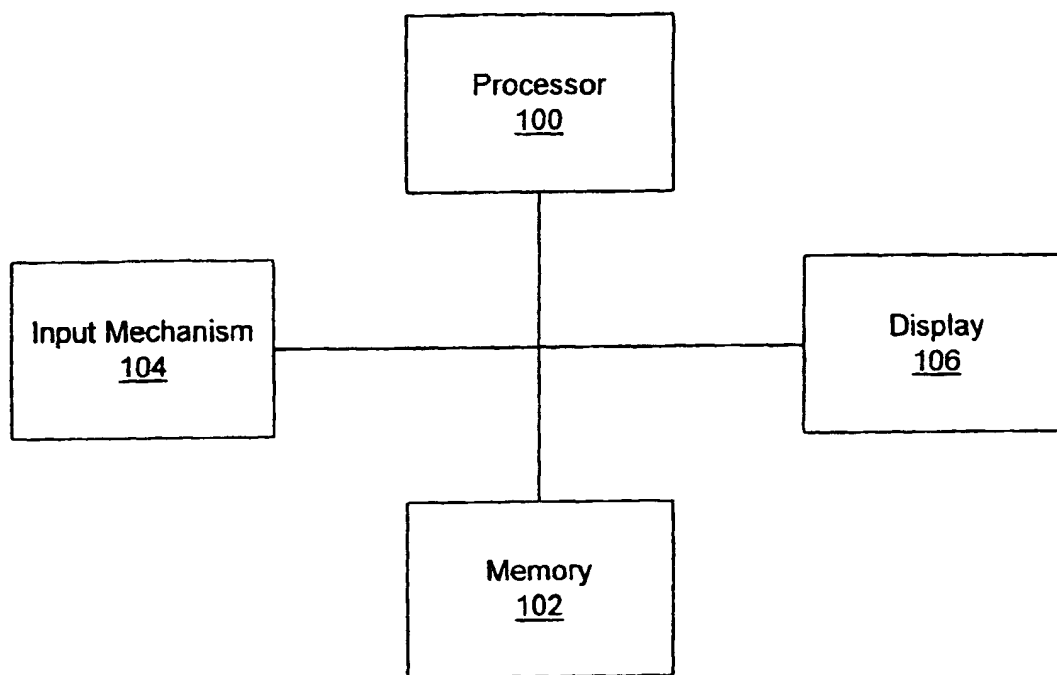 Processor
100
Input Mechanism
104
Display
106
Memory
102